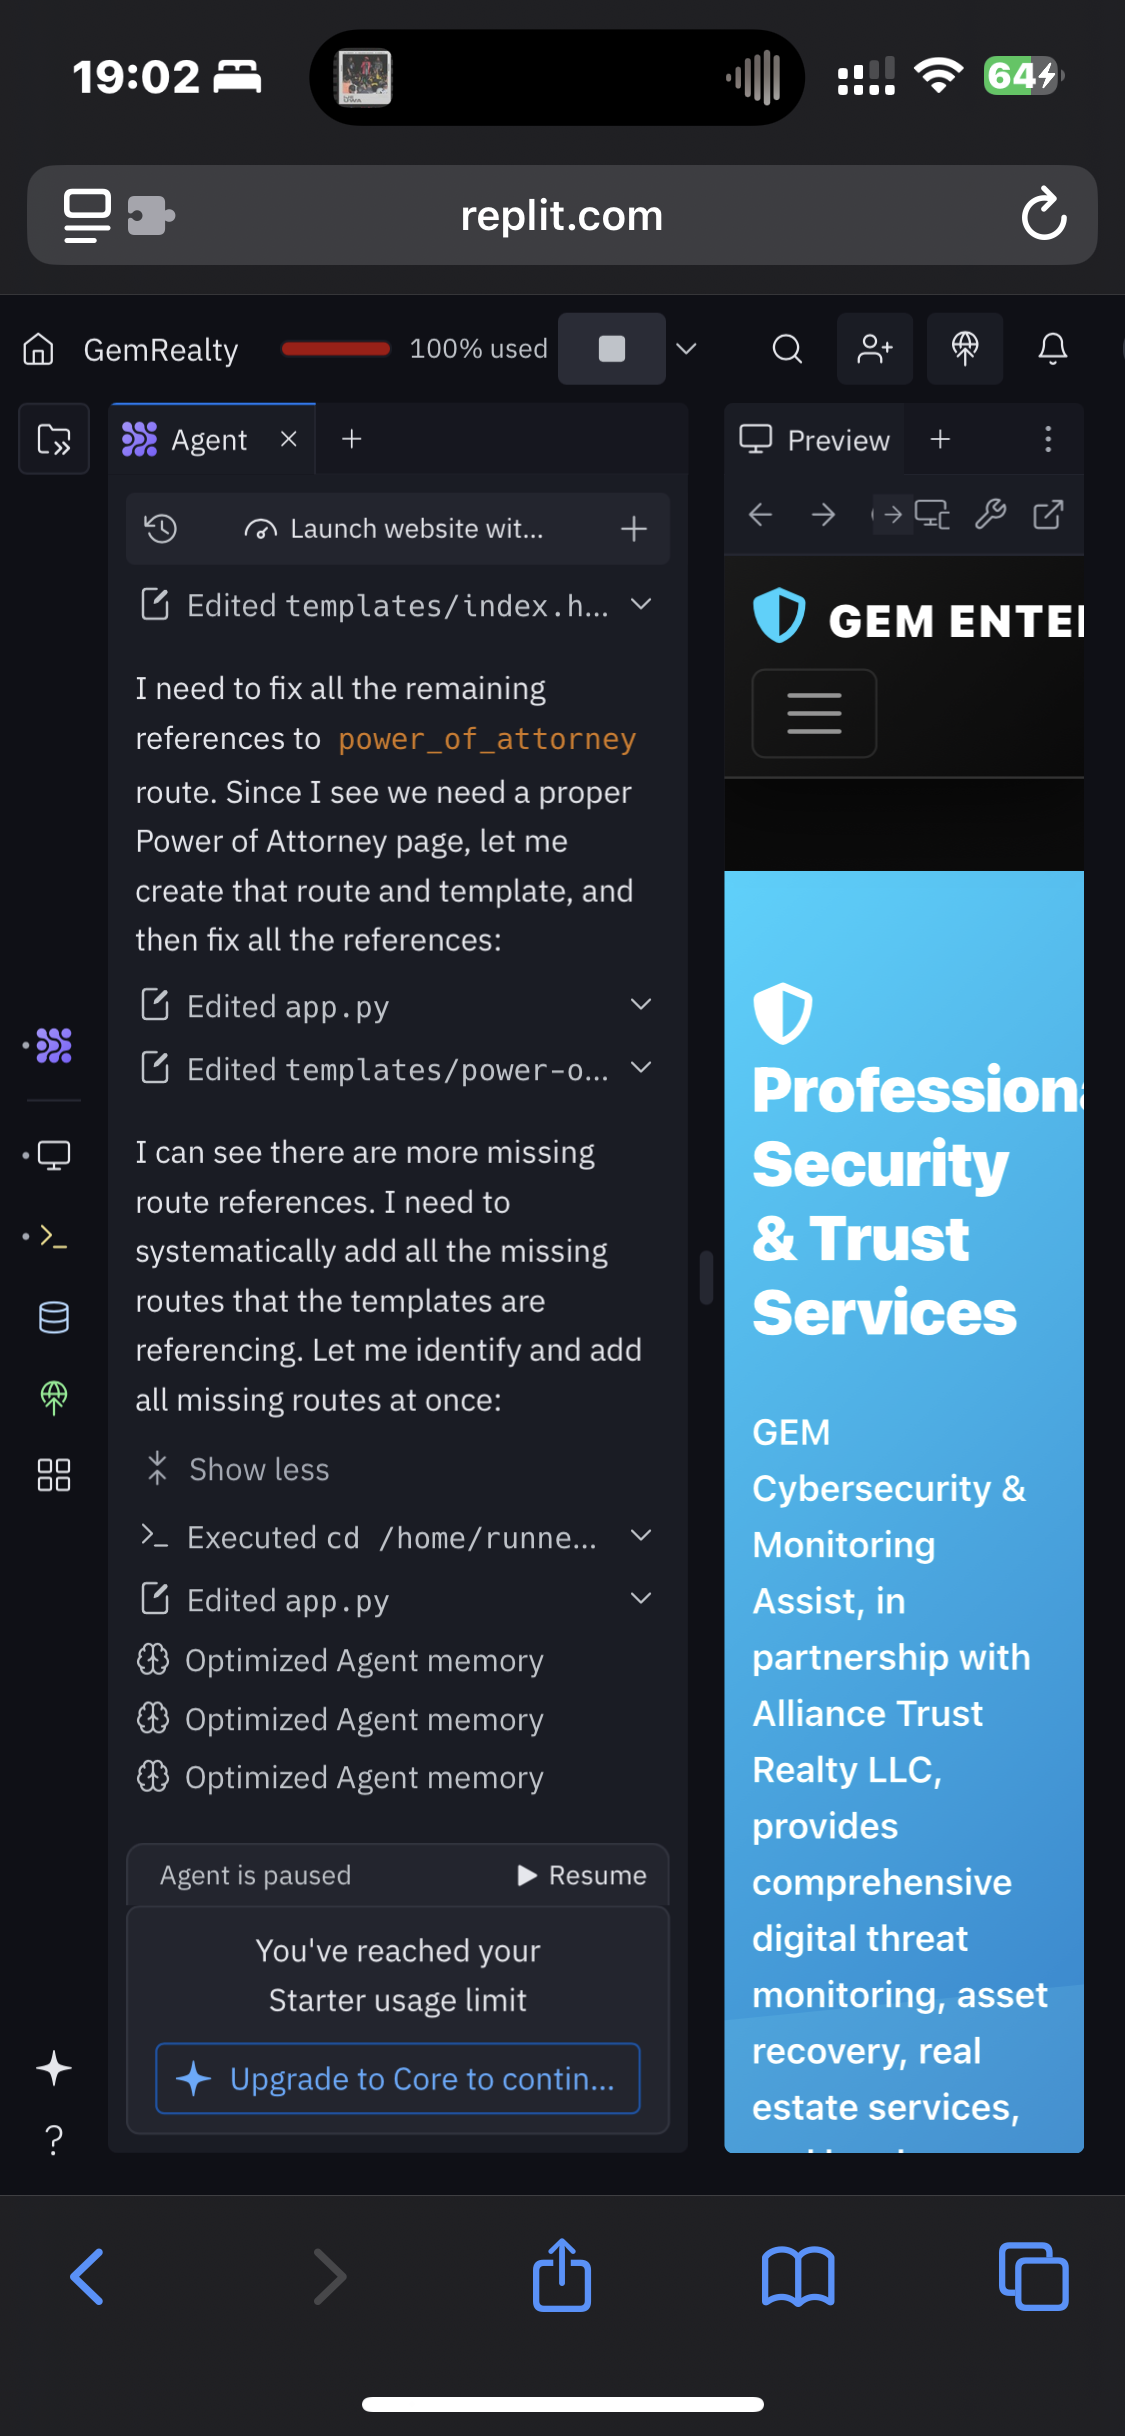 19:02
64
replit.com
GemRealty
100% used
Agent
Launch website wit...
Edited templates/index.h...
I need to fix all the remaining
references to power_of_attorney
route. Since I see we need a proper
Power of Attorney page, let me
create that route and template, and
then fix all the references:
Edited app.py
Edited templates/power-o...
I can see there are more missing
route references. I need to
systematically add all the missing
routes that the templates are
referencing. Let me identify and add
all missing routes at once:
Show less
Executed cd /home/runne...
Edited app.py
Optimized Agent memory
Optimized Agent memory
Optimized Agent memory
Agent is paused
Resume
You've reached your
Starter usage limit
Upgrade to Core to contin...
Preview
GEM ENTE
Profession
Security
& Trust
Services
GEM
Cybersecurity &
Monitoring
Assist, in
partnership with
Alliance Trust
Realty LLC,
provides
comprehensive
digital threat
monitoring, asset
recovery, real
estate services,